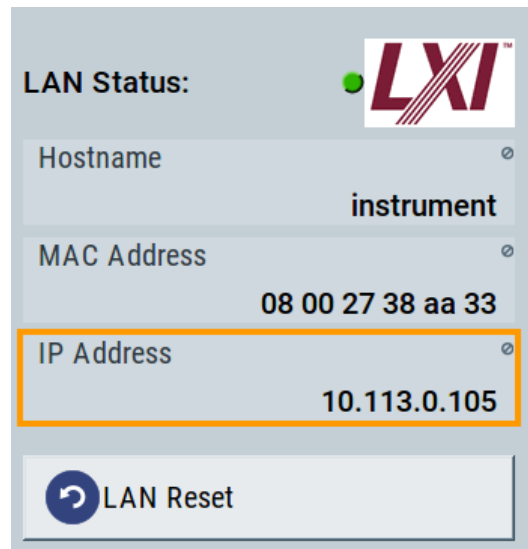 LAN Status:
LXI™
Hostname
instrument
MAC Address
08 00 27 38 aa 33
IP Address
10.113.0.105
LAN Reset